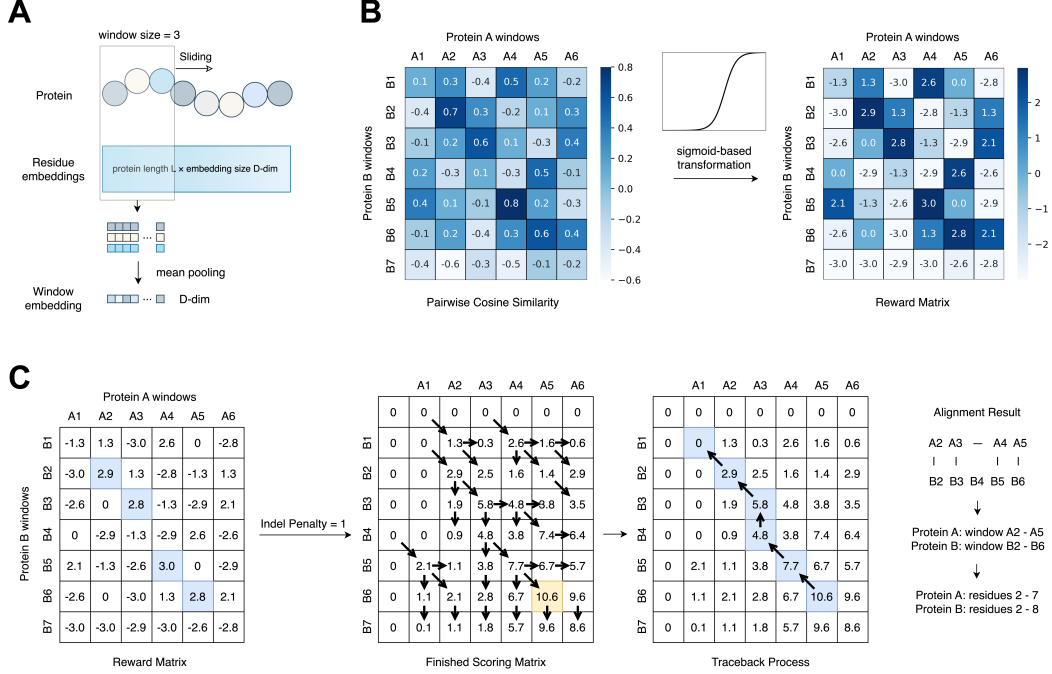 A
window size = 3
Sliding
Protein
Residue
embeddings
protein length L × embedding size D-dim
...
mean pooling
Window
embedding
... D-dim
B
Protein A windows
A1 A2 A3 A4 A5 A6
Protein B windows
B1 0.1 0.3 -0.4 0.5 0.2 -0.2
B2 -0.4 0.7 0.3 -0.2 0.1 0.3
B3 -0.1 0.2 0.6 0.1 -0.3 0.4
B4 0.2 -0.3 0.1 -0.3 0.5 -0.1
B5 0.4 0.1 -0.1 0.8 0.2 -0.3
B6 -0.1 0.2 -0.4 0.3 0.6 0.4
B7 -0.4 -0.6 -0.3 -0.5 -0.1 -0.2
0.8
0.6
0.4
0.2
0.0
−0.2
−0.4
−0.6
Pairwise Cosine Similarity
sigmoid-based
transformation
Protein A windows
A1 A2 A3 A4 A5 A6
Protein B windows
B1 -1.3 1.3 -3.0 2.6 0.0 -2.8
B2 -3.0 2.9 1.3 -2.8 -1.3 1.3
B3 -2.6 0.0 2.8 -1.3 -2.9 2.1
B4 0.0 -2.9 -1.3 -2.9 2.6 -2.6
B5 2.1 -1.3 -2.6 3.0 0.0 -2.9
B6 -2.6 0.0 -3.0 1.3 2.8 2.1
B7 -3.0 -3.0 -2.9 -3.0 -2.6 -2.8
2
1
0
−1
−2
Reward Matrix
C
Protein A windows
A1 A2 A3 A4 A5 A6
Protein B windows
B1 -1.3 1.3 -3.0 2.6 0 -2.8
B2 -3.0 2.9 1.3 -2.8 -1.3 1.3
B3 -2.6 0 2.8 -1.3 -2.9 2.1
B4 0 -2.9 -1.3 -2.9 2.6 -2.6
B5 2.1 -1.3 -2.6 3.0 0 -2.9
B6 -2.6 0 -3.0 1.3 2.8 2.1
B7 -3.0 -3.0 -2.9 -3.0 -2.6 -2.8
Reward Matrix
Indel Penalty = 1
A1 A2 A3 A4 A5 A6
0 0 0 0 0 0 0
B1 0 0 1.3 0.3 2.6 1.6 0.6
B2 0 0 2.9 2.5 1.6 1.4 2.9
B3 0 0 1.9 5.8 4.8 3.8 3.5
B4 0 0 0.9 4.8 3.8 7.4 6.4
B5 0 2.1 1.1 3.8 7.7 6.7 5.7
B6 0 1.1 2.1 2.8 6.7 10.6 9.6
B7 0 0.1 1.1 1.8 5.7 9.6 8.6
Finished Scoring Matrix
A1 A2 A3 A4 A5 A6
0 0 0 0 0 0 0
B1 0 0 1.3 0.3 2.6 1.6 0.6
B2 0 0 2.9 2.5 1.6 1.4 2.9
B3 0 0 1.9 5.8 4.8 3.8 3.5
B4 0 0 0.9 4.8 3.8 7.4 6.4
B5 0 2.1 1.1 3.8 7.7 6.7 5.7
B6 0 1.1 2.1 2.8 6.7 10.6 9.6
B7 0 0.1 1.1 1.8 5.7 9.6 8.6
Traceback Process
Alignment Result
A2 A3 — A4 A5
B2 B3 B4 B5 B6
Protein A: window A2 - A5
Protein B: window B2 - B6
Protein A: residues 2 - 7
Protein B: residues 2 - 8